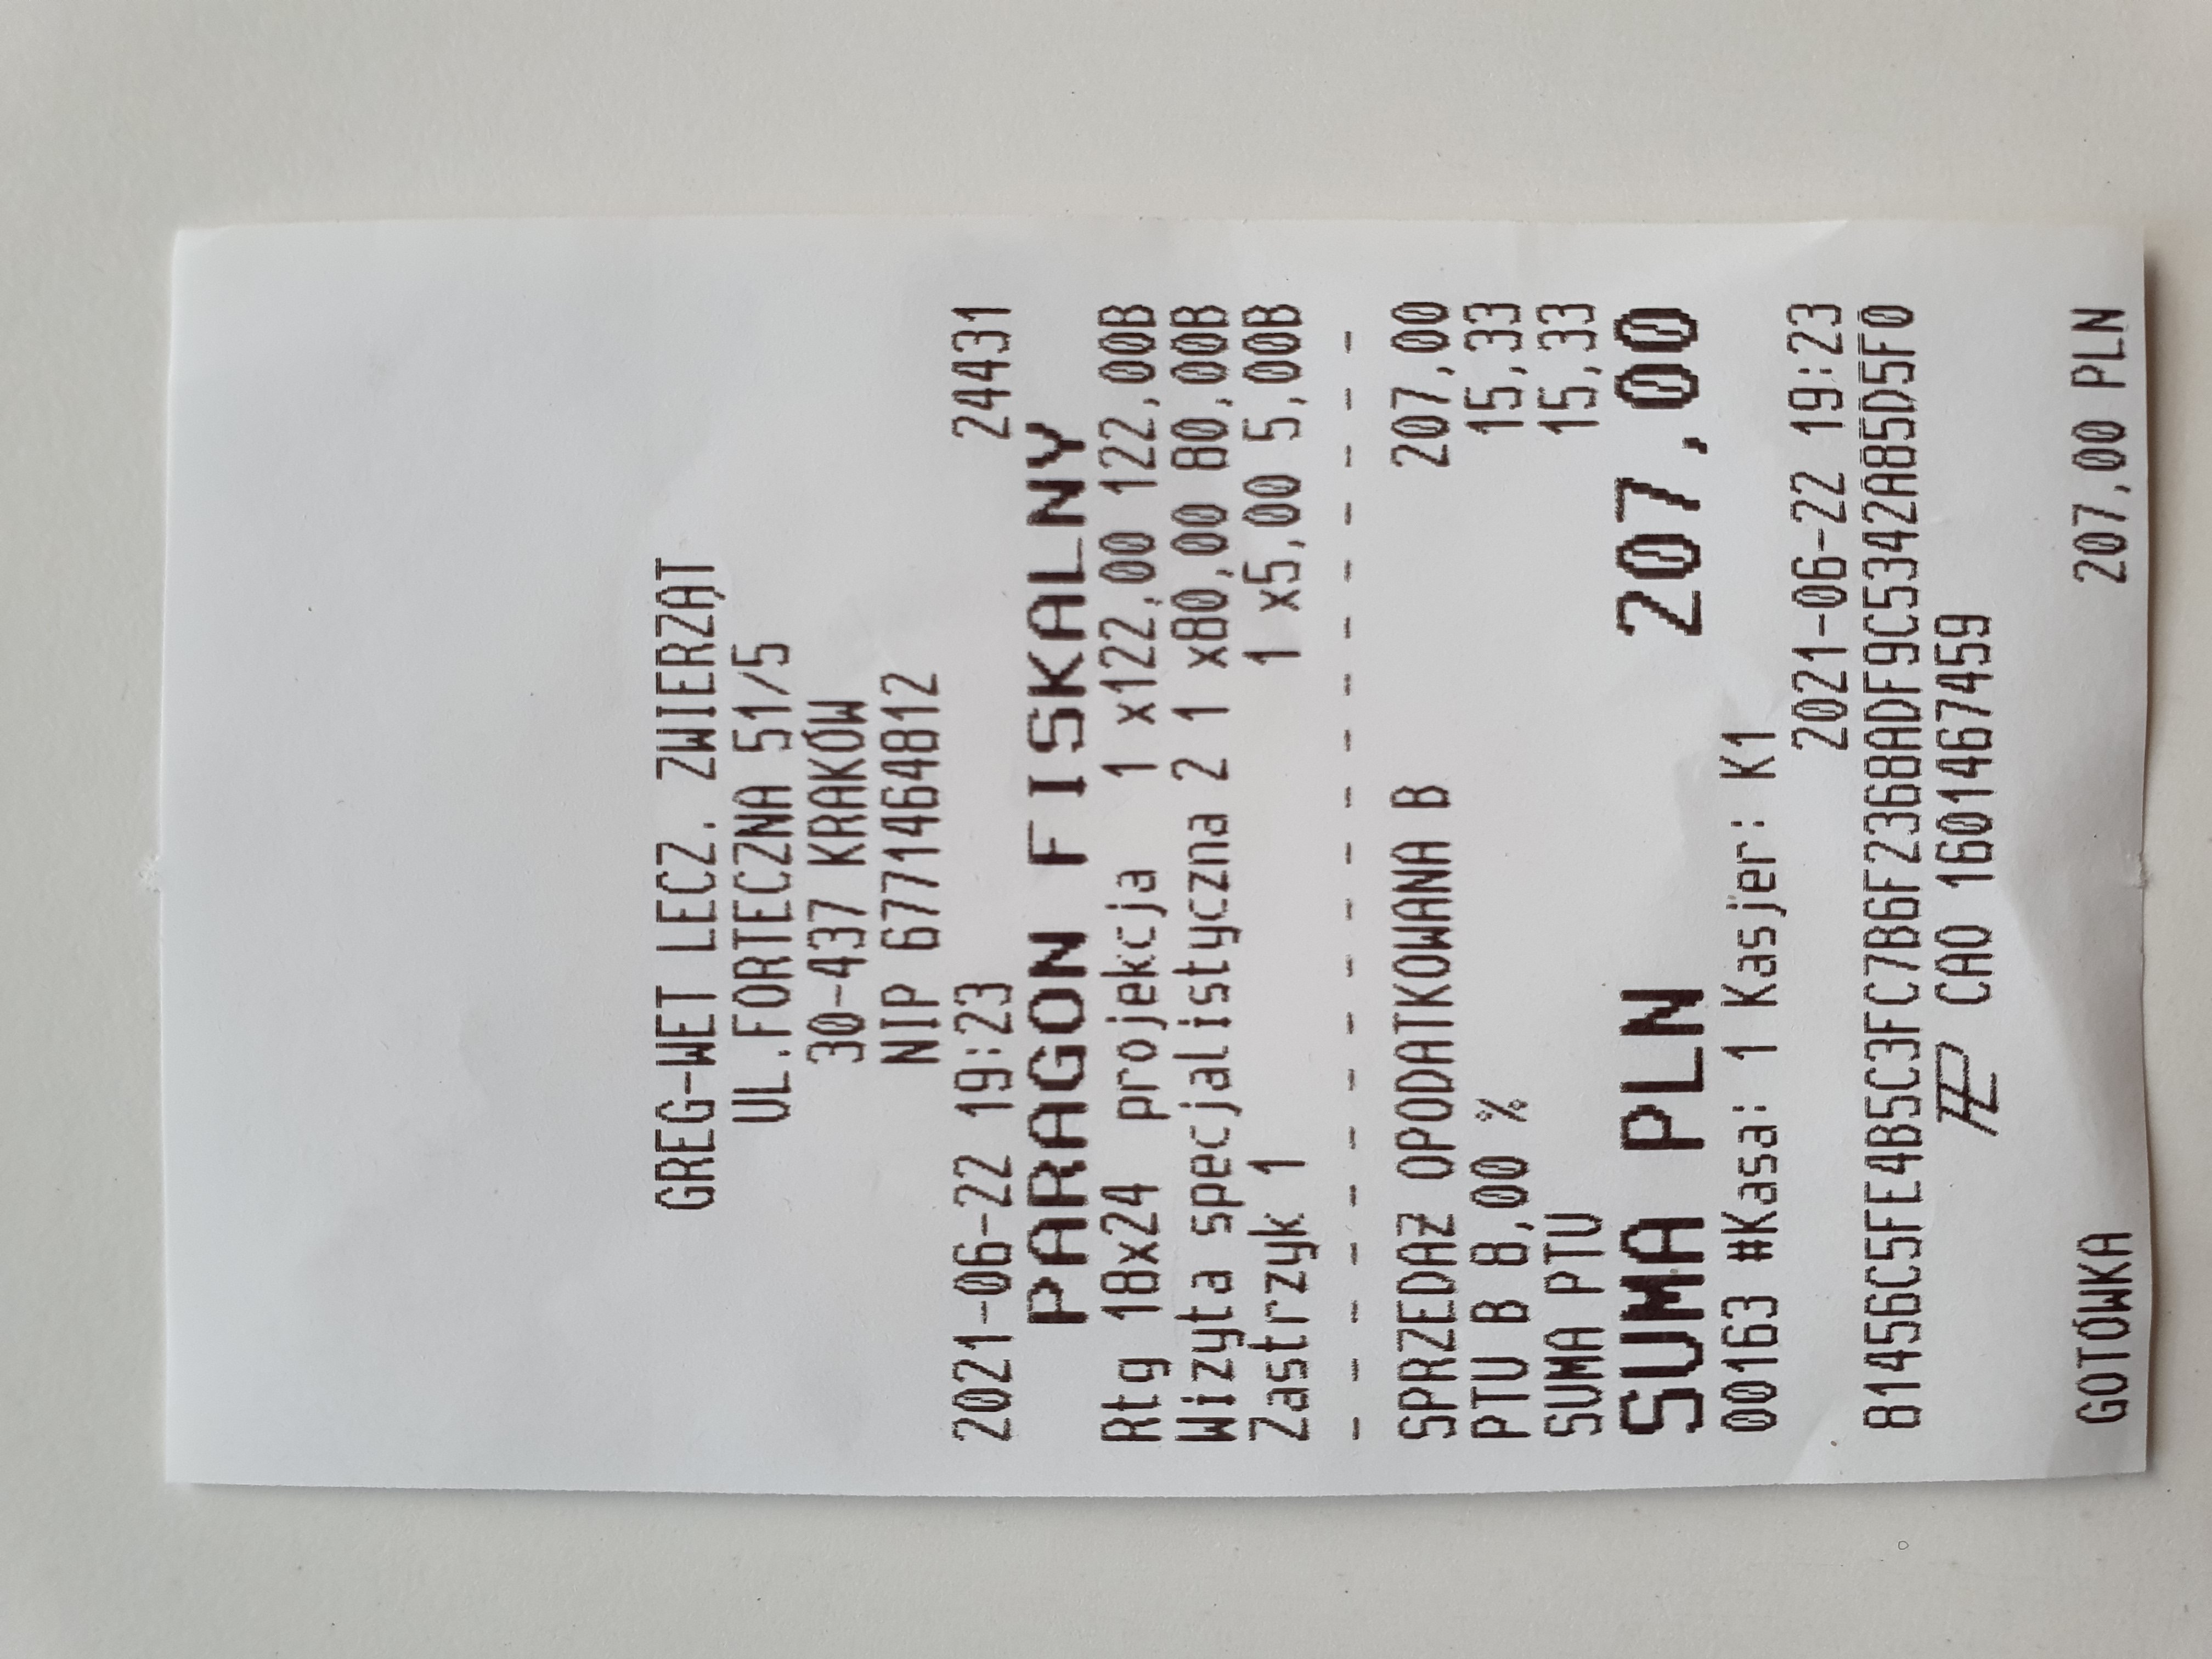 GREG-WET LECZ. ZWIERZĄT
UL.FORTECZNA 51/5
30-437 KRAKÓW
NIP 6771464812
2021-06-22 19:23 24431
PARAGON FISKALNY
Rtg 18x24 projekcja 1 x122,00 122,00B
Wizyta specjalistyczna 2 1 x80,00 80,00B
Zastrzyk 1 1 x5,00 5,00B
- - - - - - - - - - - - - -
SPRZEDAŻ OPODATKOWANA B 207,00
PTU B 8,00 % 15,33
SUMA PTU 15,33
SUMA PLN 207,00
00163 #Kasa: 1 Kasjer: K1
2021-06-22 19:23
81456C5FE4B5C3FC7B6F2368ADF9C5342A85D5F0
CAO 1601467459
GOTÓWKA 207,00 PLN